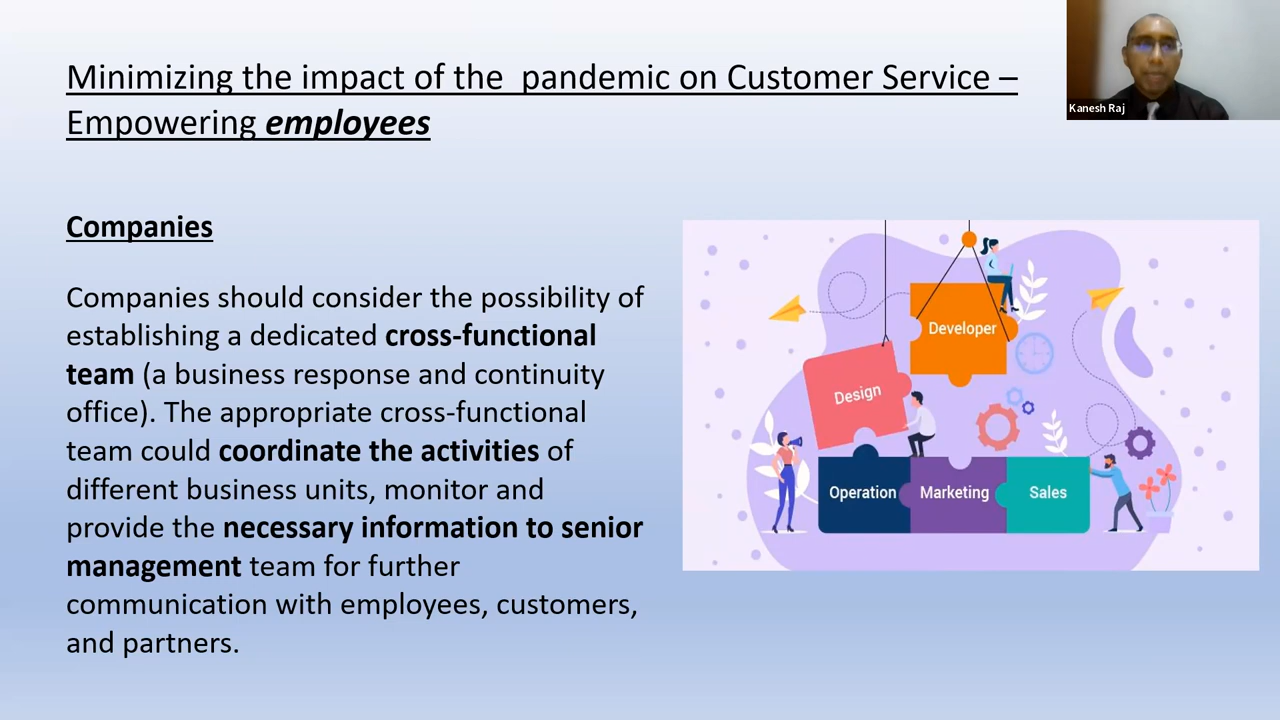 Minimizing the impact of the  pandemic on Customer Service –
Empowering employees
Kanesh Raj
Companies
Companies should consider the possibility of
establishing a dedicated cross-functional
team (a business response and continuity
office). The appropriate cross-functional
team could coordinate the activities of
different business units, monitor and
provide the necessary information to senior
management team for further
communication with employees, customers,
and partners.
Developer
Design
Operation
Marketing
Sales